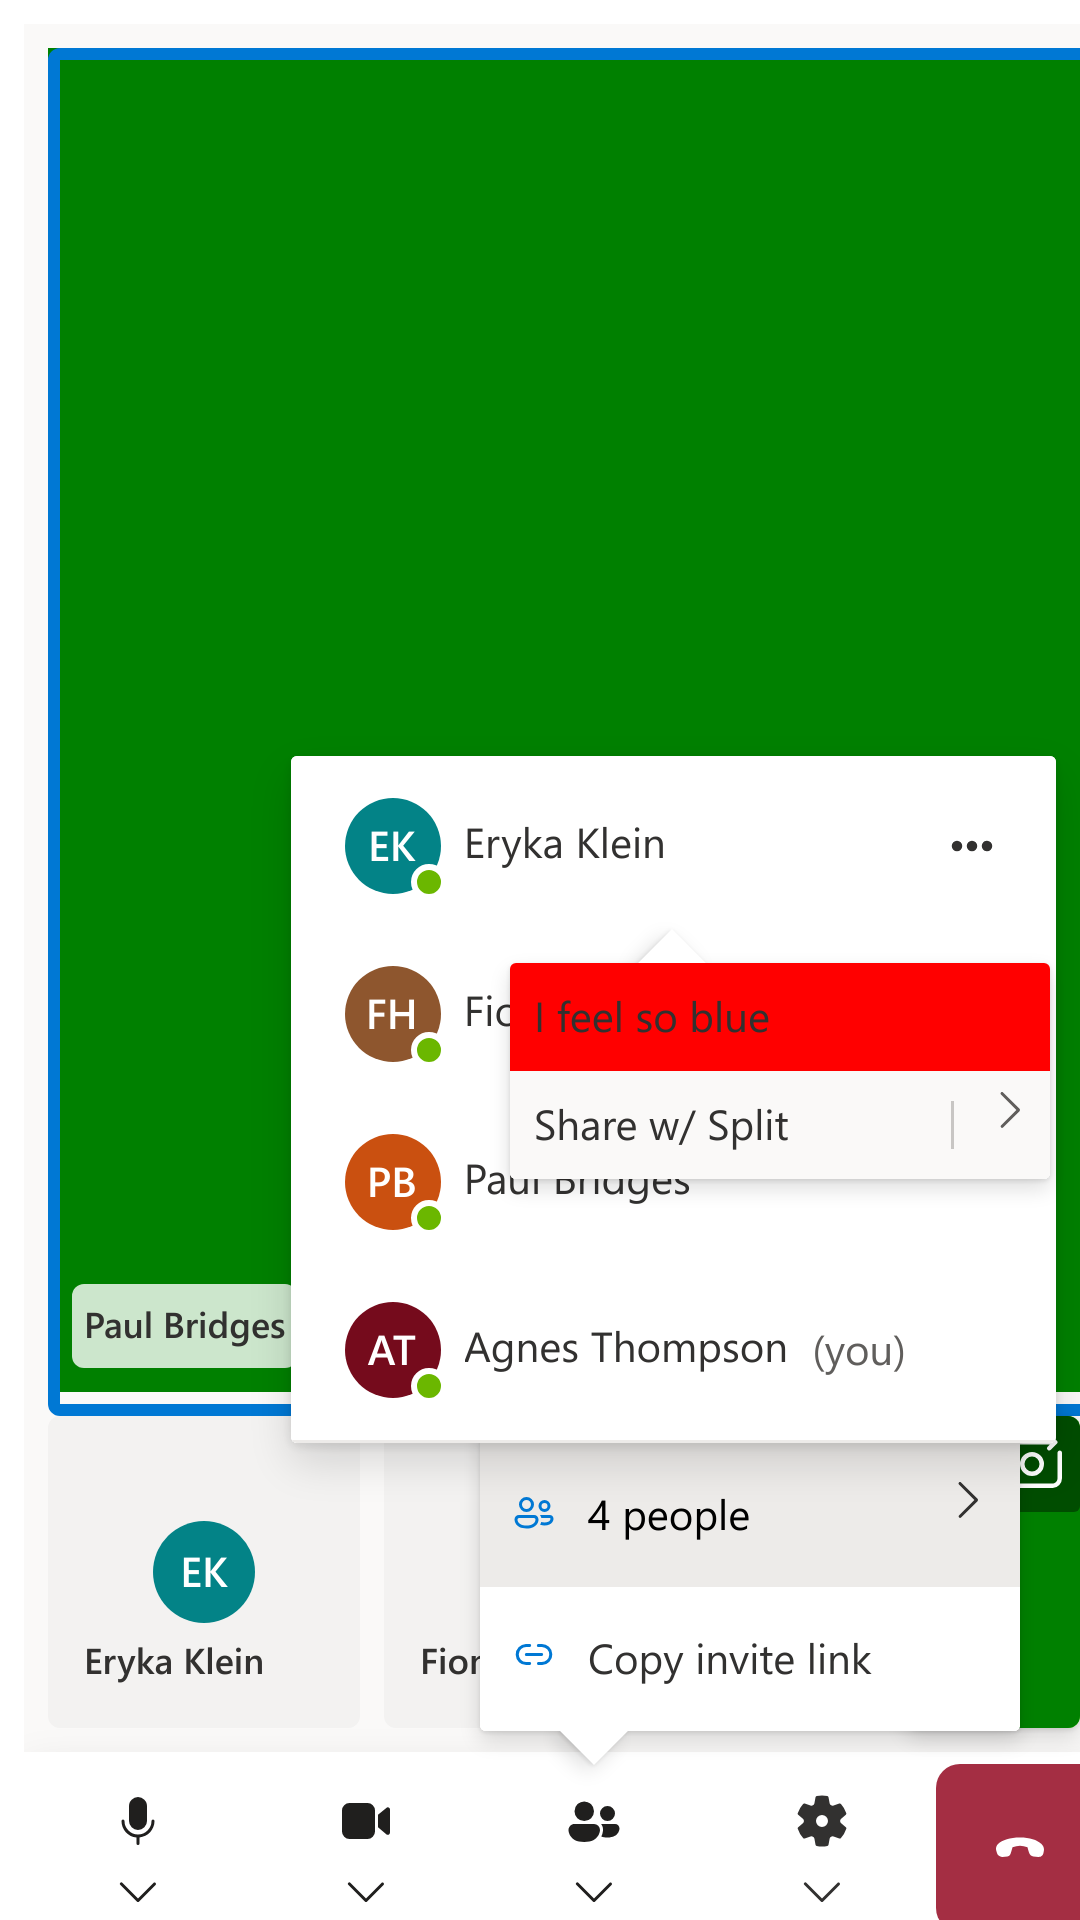 EK Eryka Klein
FH Fio
I feel so blue
Share w/ Split
PB Paul Bridges
Paul Bridges
AT Agnes Thompson (you)
4 people
EK
Eryka Klein
Fior
Copy invite link